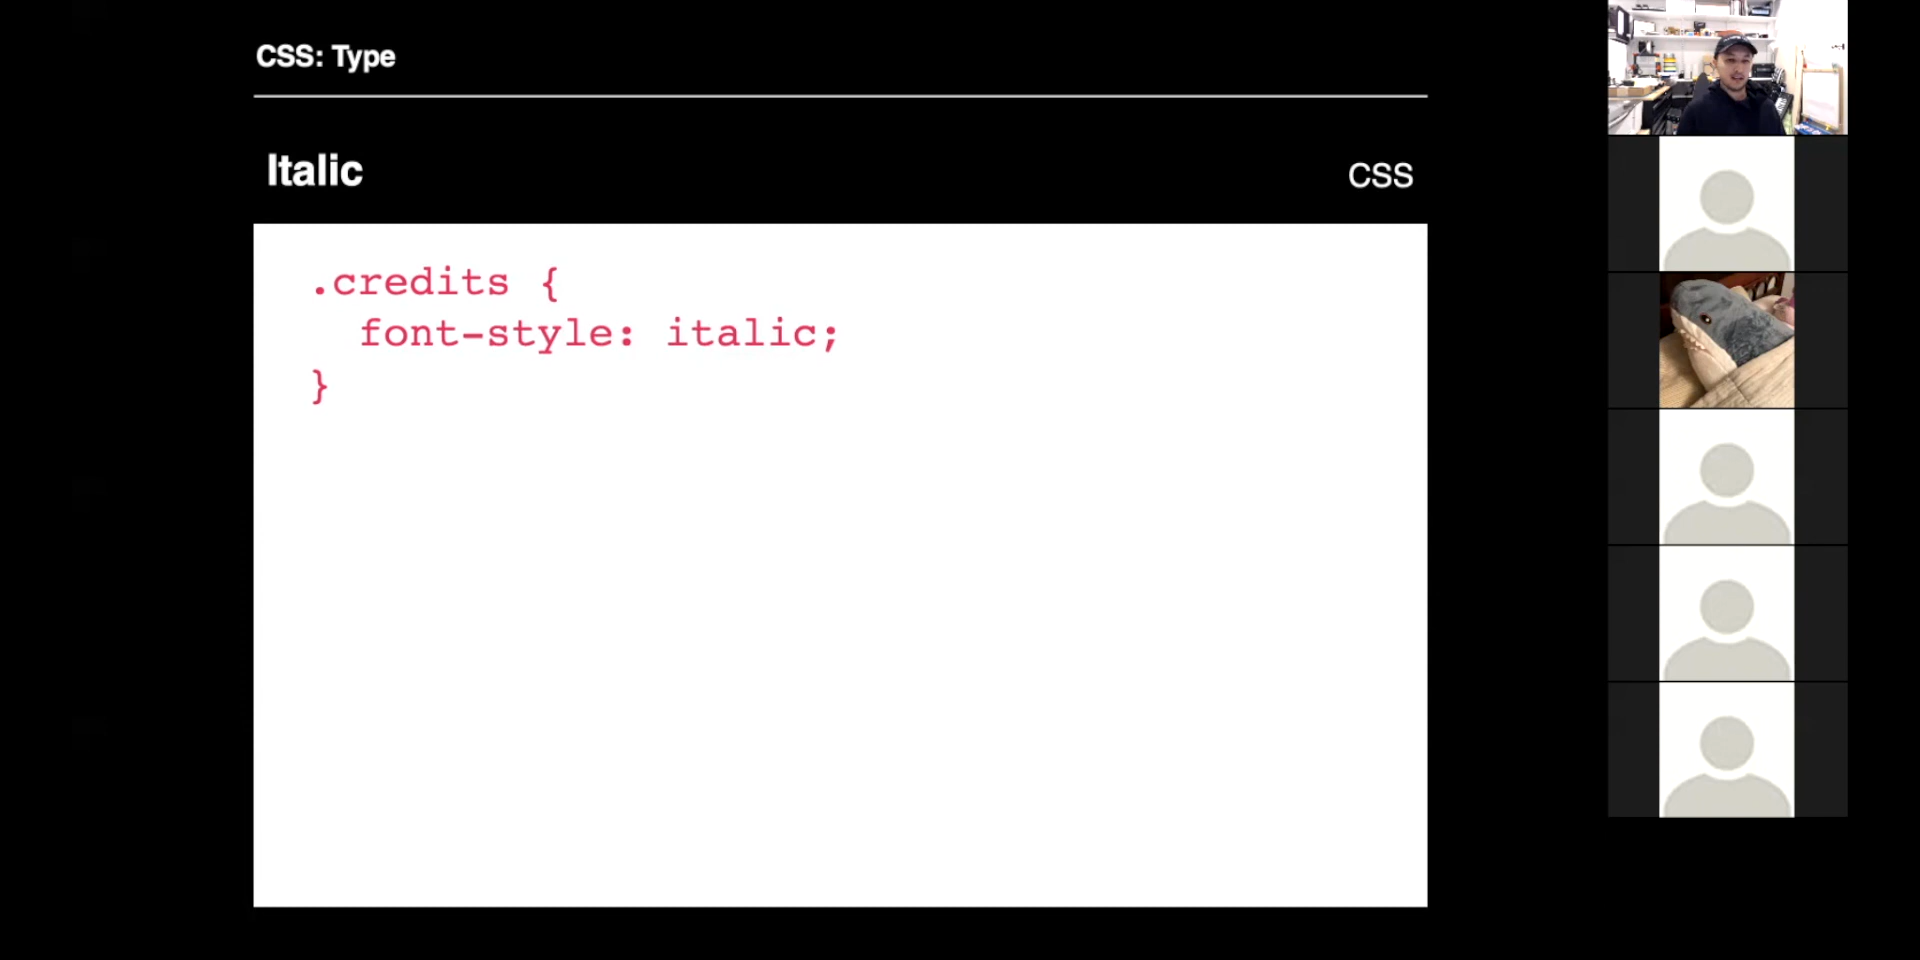 CSS: Type
Italic
CSS
.credits {
  font-style: italic;
}